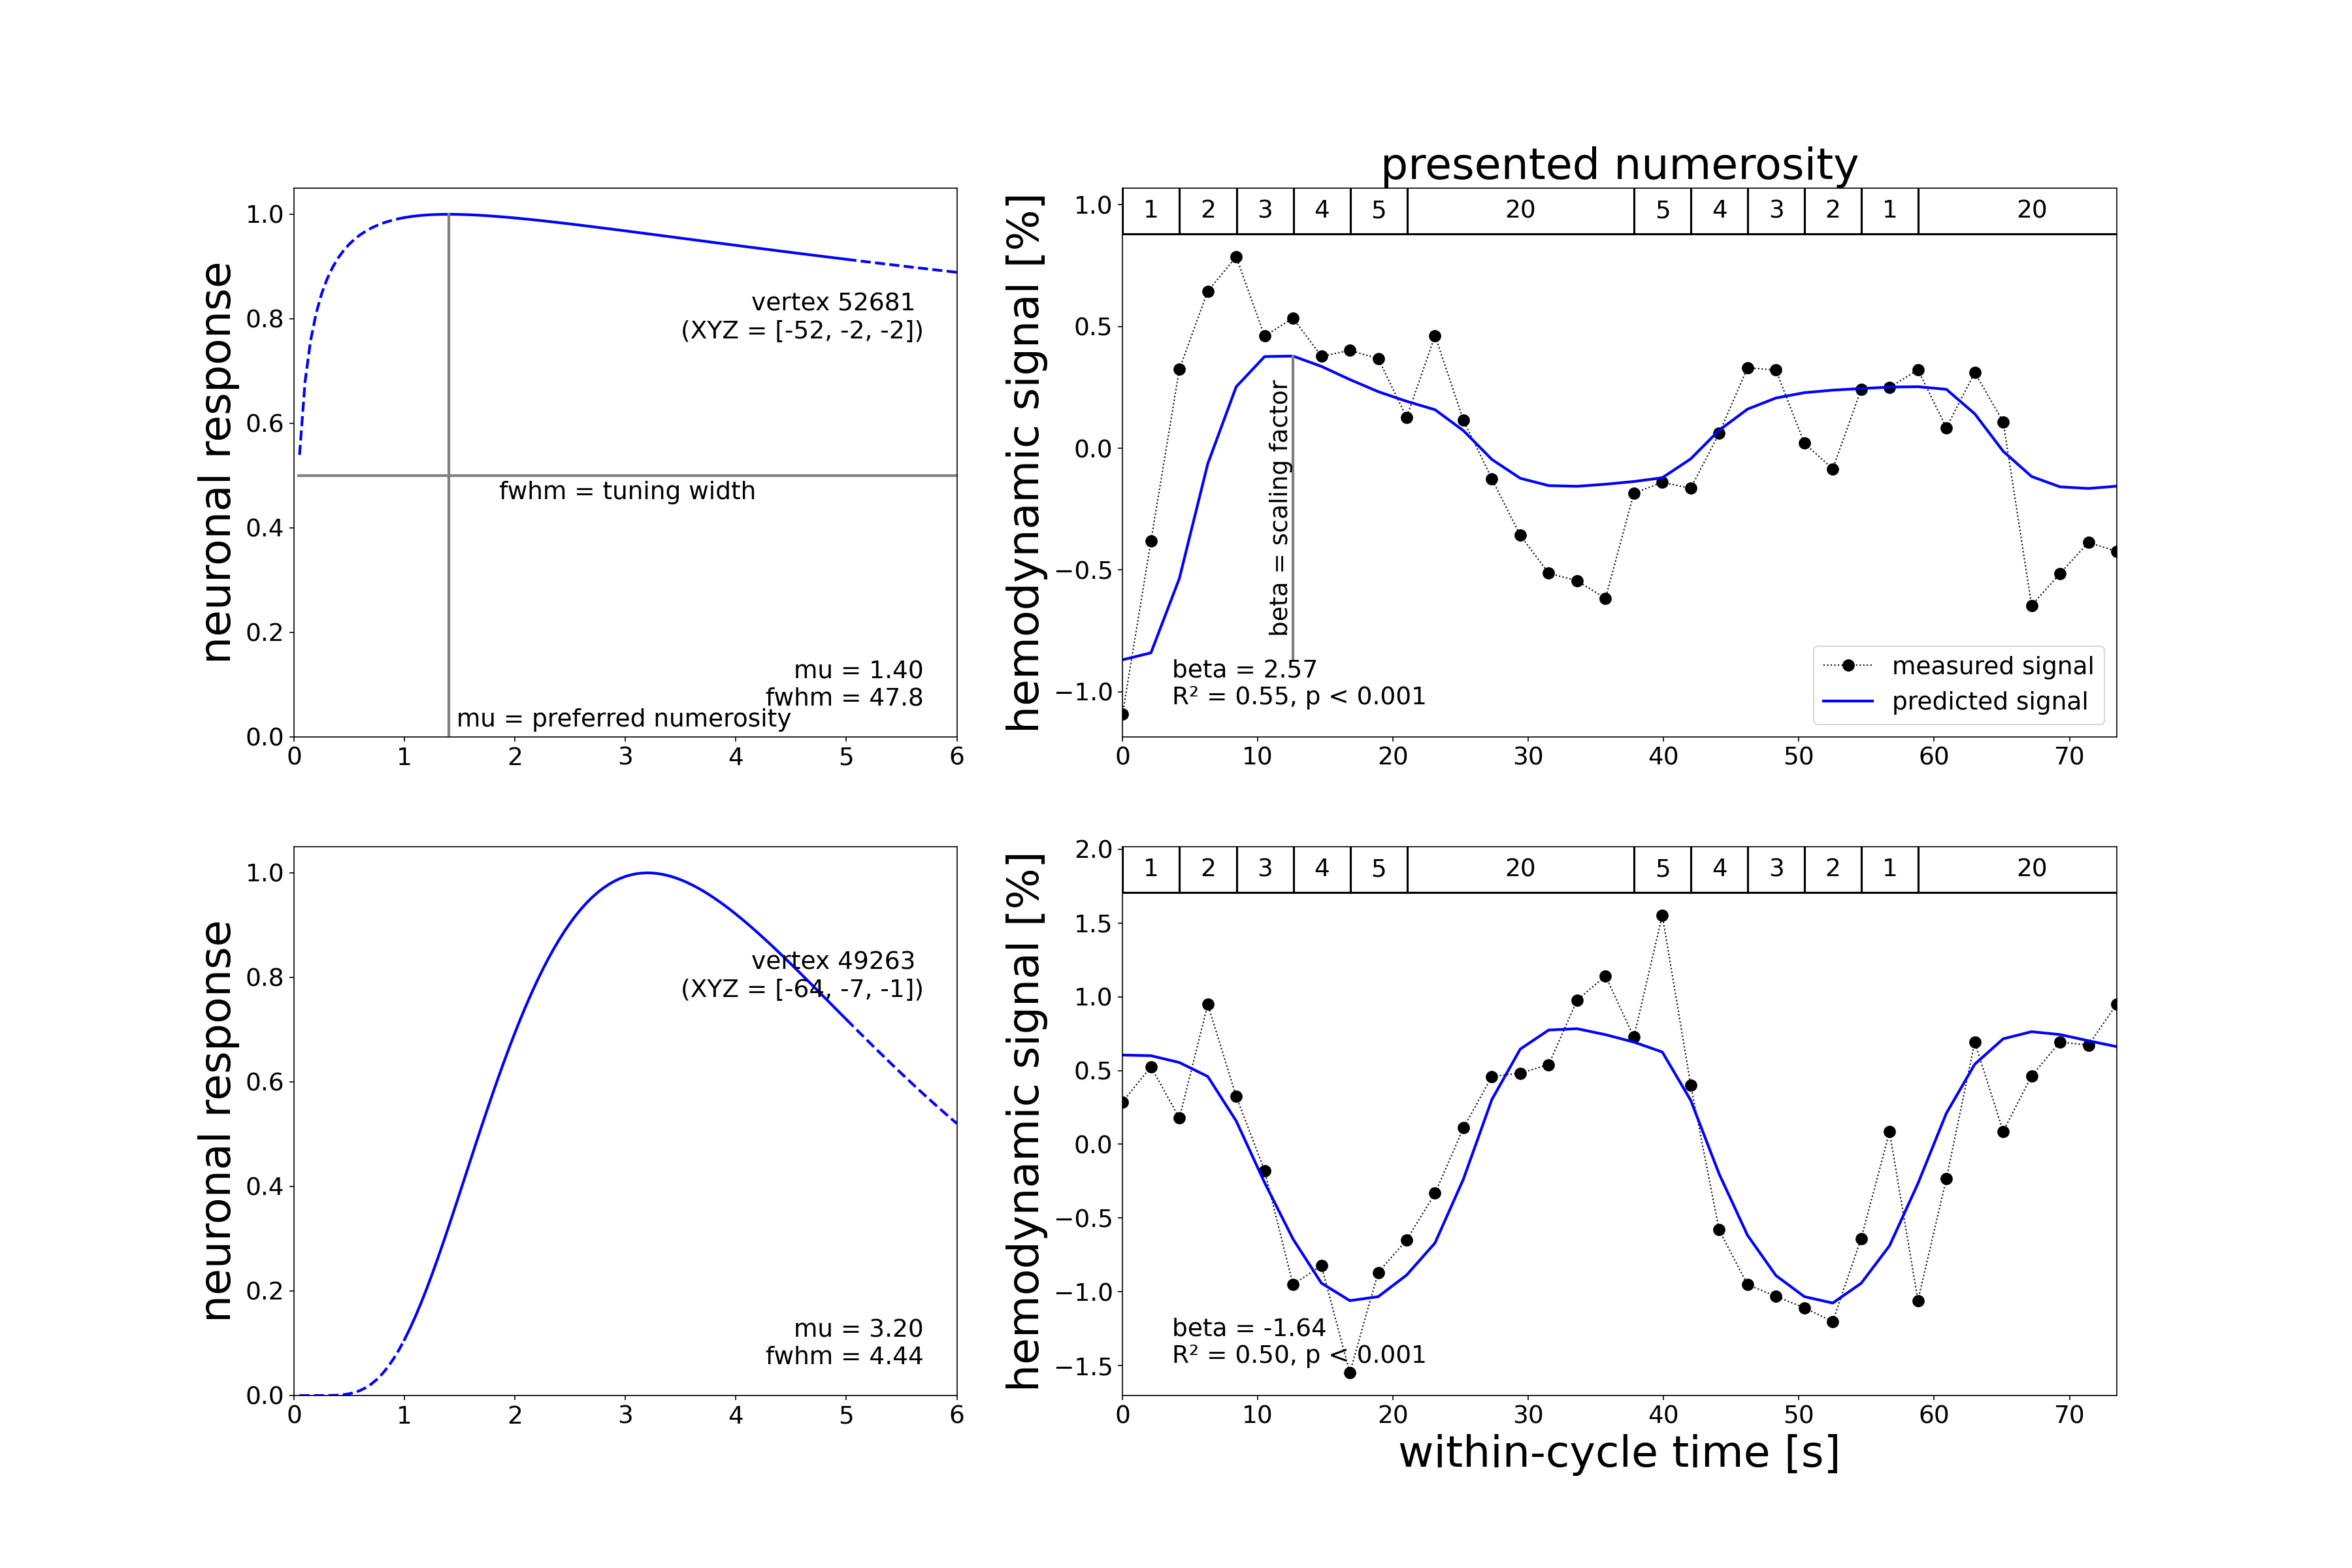 presented numerosity
neuronal response
1.0
0.8
0.6
0.4
0.2
0.0
0 1 2 3 4 5 6
vertex 52681
(XYZ = [-52, -2, -2])
fwhm = tuning width
mu = 1.40
fwhm = 47.8
mu = preferred numerosity
hemodynamic signal [%]
1.0
0.5
0.0
−0.5
−1.0
1 2 3 4 5 20 5 4 3 2 1 20
beta = scaling factor
beta = 2.57
R² = 0.55, p < 0.001
measured signal
predicted signal
0 10 20 30 40 50 60 70
neuronal response
1.0
0.8
0.6
0.4
0.2
0.0
0 1 2 3 4 5 6
vertex 49263
(XYZ = [-64, -7, -1])
mu = 3.20
fwhm = 4.44
hemodynamic signal [%]
2.0
1.5
1.0
0.5
0.0
−0.5
−1.0
−1.5
1 2 3 4 5 20 5 4 3 2 1 20
beta = -1.64
R² = 0.50, p < 0.001
0 10 20 30 40 50 60 70
within-cycle time [s]